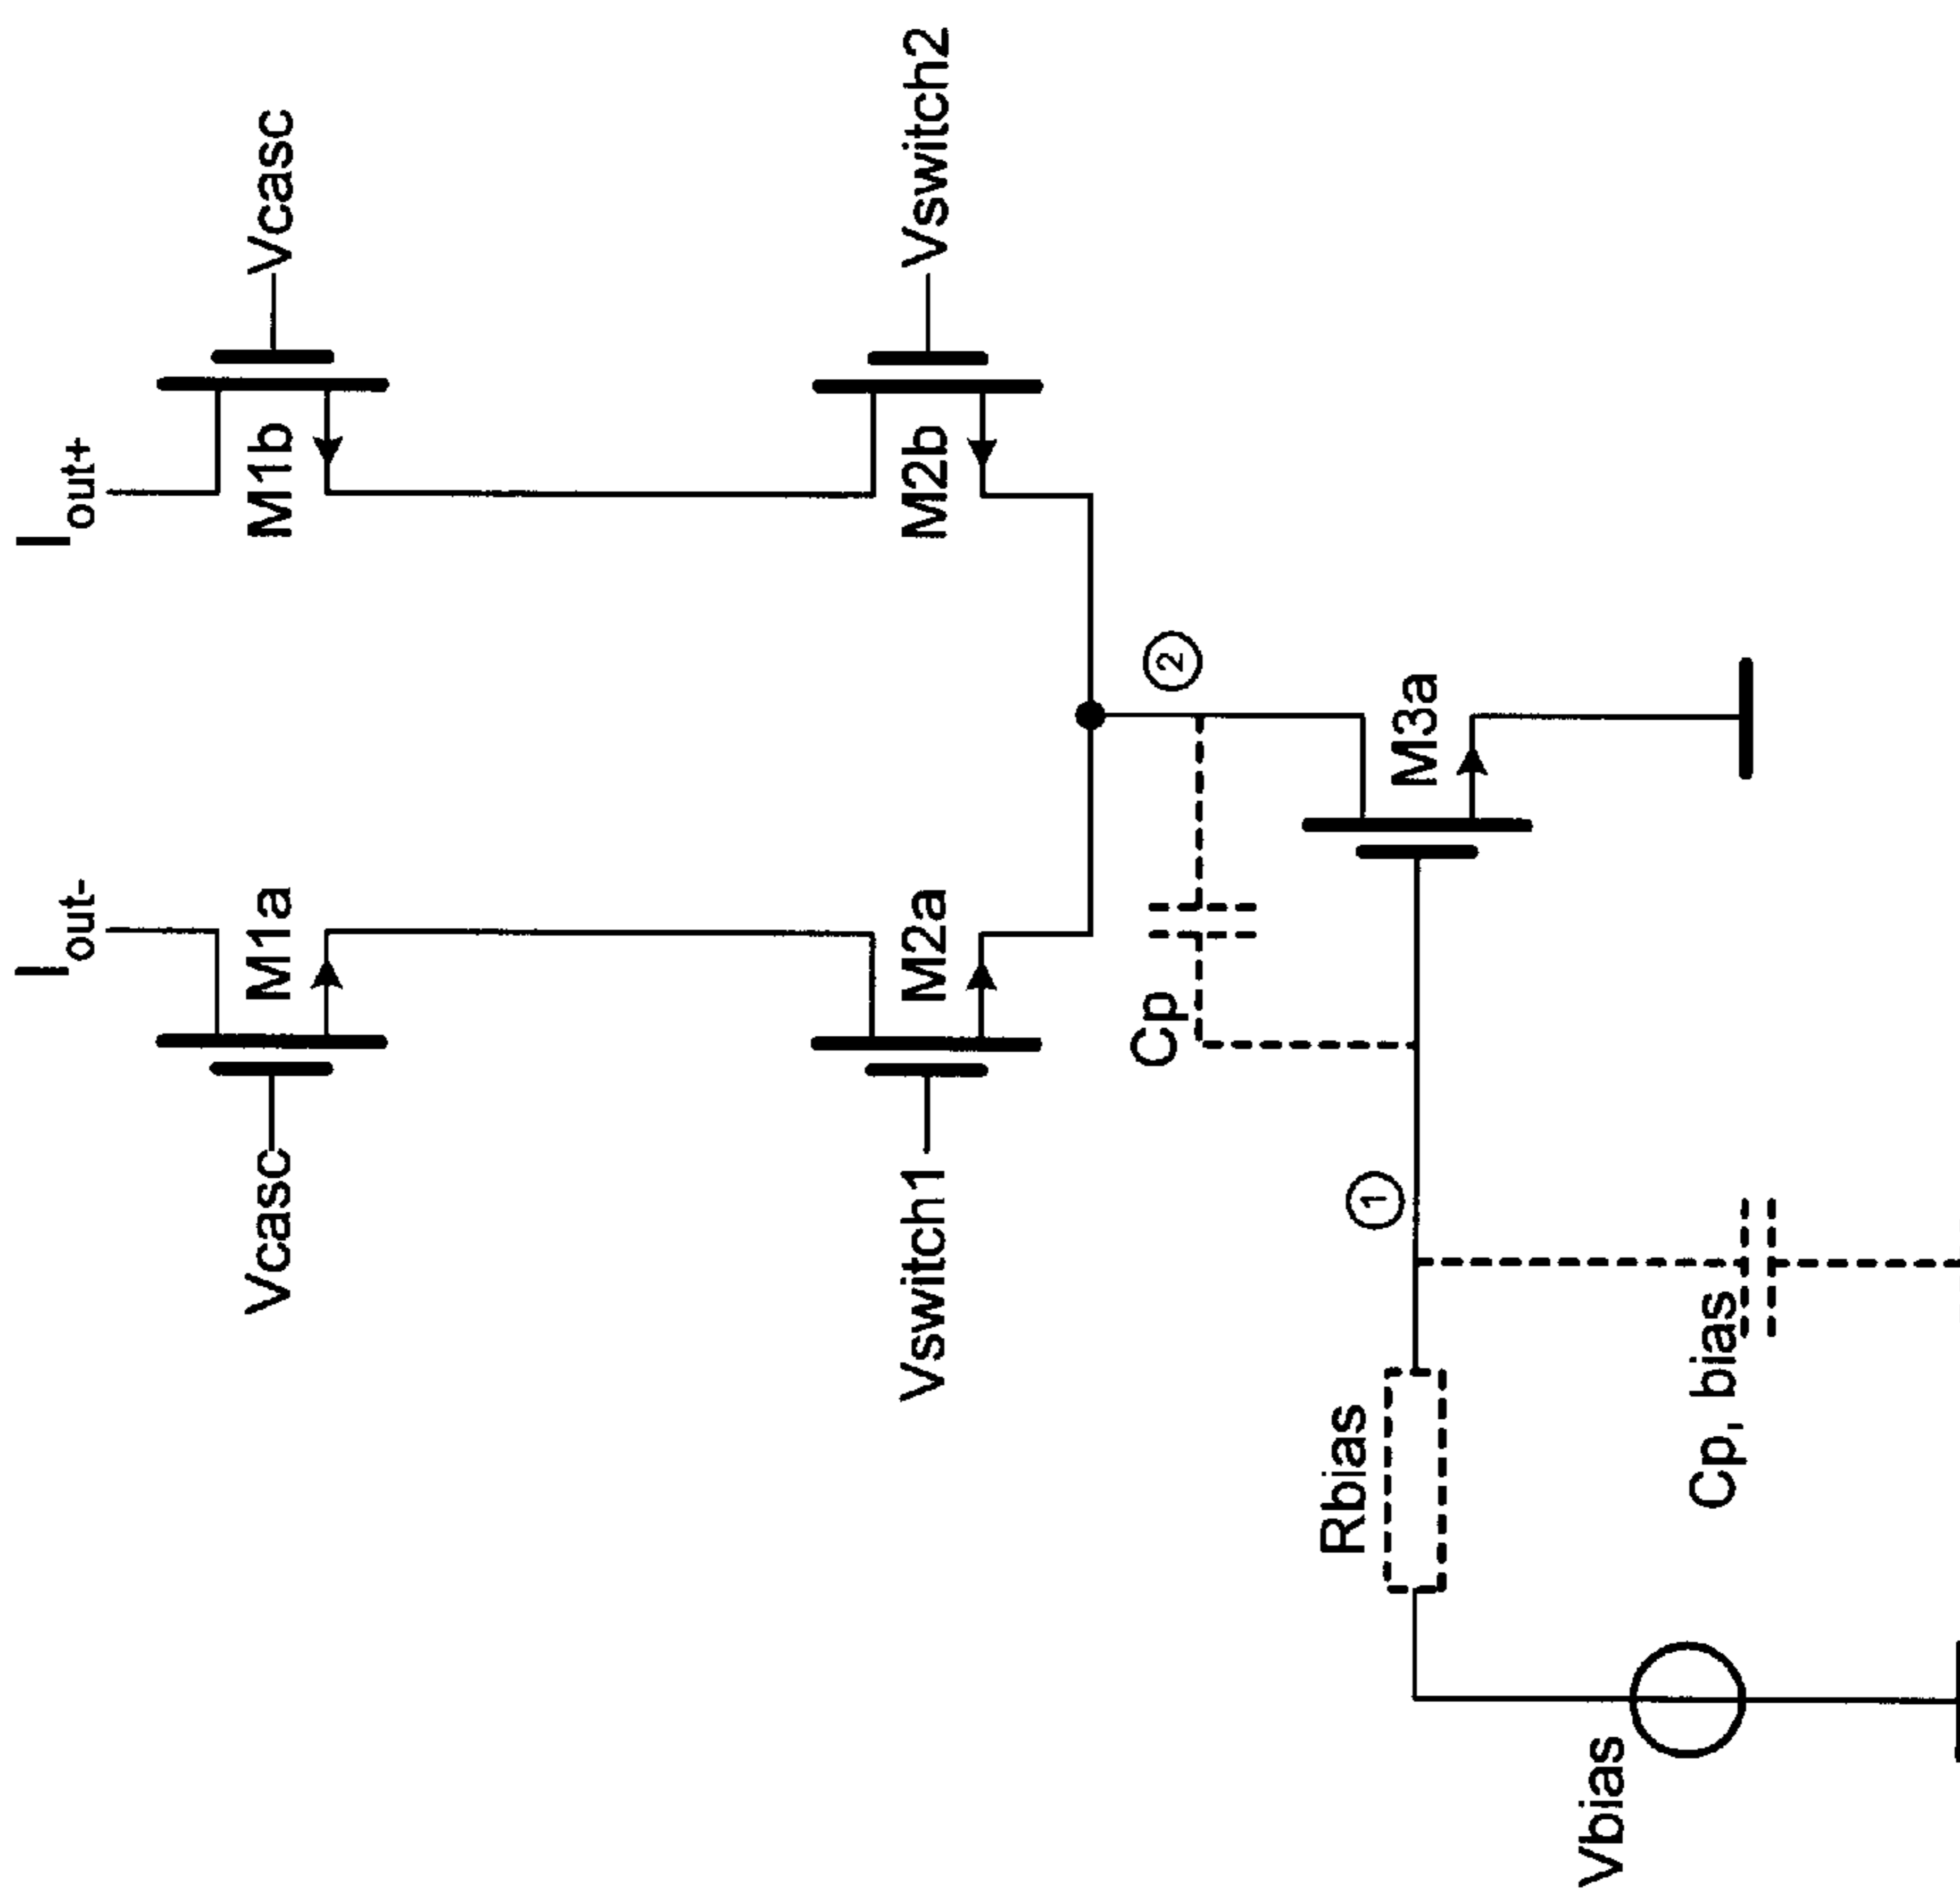 Iout-
Iout+
Vcasc
M1a
M1b
Vcasc
Vswitch1
M2a
M2b
Vswitch2
Cp
2
Rbias
1
M3a
Vbias
Cp, bias